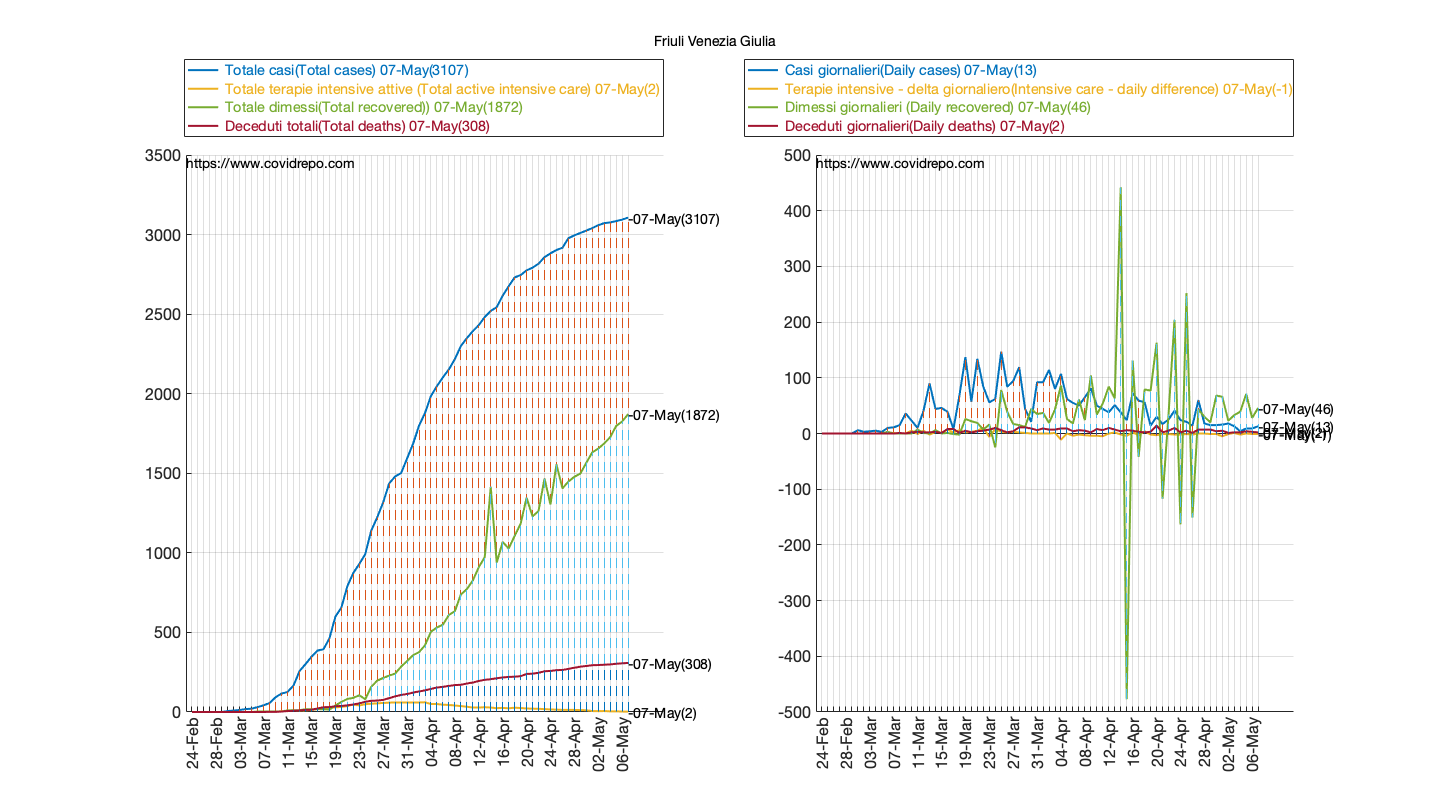 Friuli Venezia Giulia
Totale casi(Total cases) 07-May(3107)
Totale terapie intensive attive (Total active intensive care) 07-May(2)
Totale dimessi(Total recovered)) 07-May(1872)
Deceduti totali(Total deaths) 07-May(308)
Casi giornalieri(Daily cases) 07-May(13)
Terapie intensive - delta giornaliero(Intensive care - daily difference) 07-May(-1)
Dimessi giornalieri (Daily recovered) 07-May(46)
Deceduti giornalieri(Daily deaths) 07-May(2)
https://www.covidrepo.com
3500
3000
2500
2000
1500
1000
500
0
-07-May(3107)
-07-May(1872)
-07-May(308)
-07-May(2)
24-Feb
28-Feb
03-Mar
07-Mar
11-Mar
15-Mar
19-Mar
23-Mar
27-Mar
31-Mar
04-Apr
08-Apr
12-Apr
16-Apr
20-Apr
24-Apr
28-Apr
02-May
06-May
https://www.covidrepo.com
500
400
300
200
100
0
-100
-200
-300
-400
-500
-07-May(46)
-07-May(13)
-07-May(2)
-07-May(-1)
24-Feb
28-Feb
03-Mar
07-Mar
11-Mar
15-Mar
19-Mar
23-Mar
27-Mar
31-Mar
04-Apr
08-Apr
12-Apr
16-Apr
20-Apr
24-Apr
28-Apr
02-May
06-May